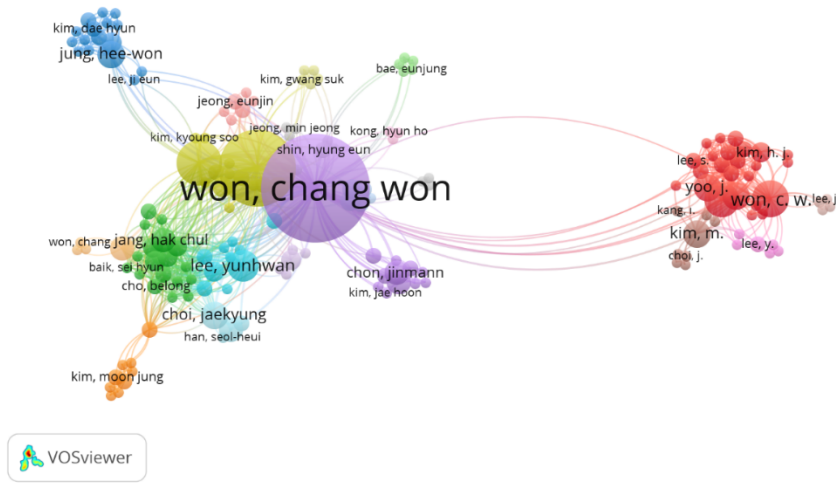 kim, dae hyun
jung, hee-won
lee, ji eun
kim, gwang suk
bae, eunjung
jeong, eunjin
kim, kyoung soo
jeong, min jeong
kong, hyun ho
shin, hyung eun
won, chang won
lee, s.
kim, h. j.
yoo, j.
won, c. w.
lee, j
kang, i.
kim, m.
lee, y.
choi, j.
won, chang
jang, hak chul
baik, sei hyun
lee, yunhwan
cho, belong
chon, jinmann
kim, jae hoon
choi, jaekyung
han, seol-heui
kim, moon jung
VOSviewer